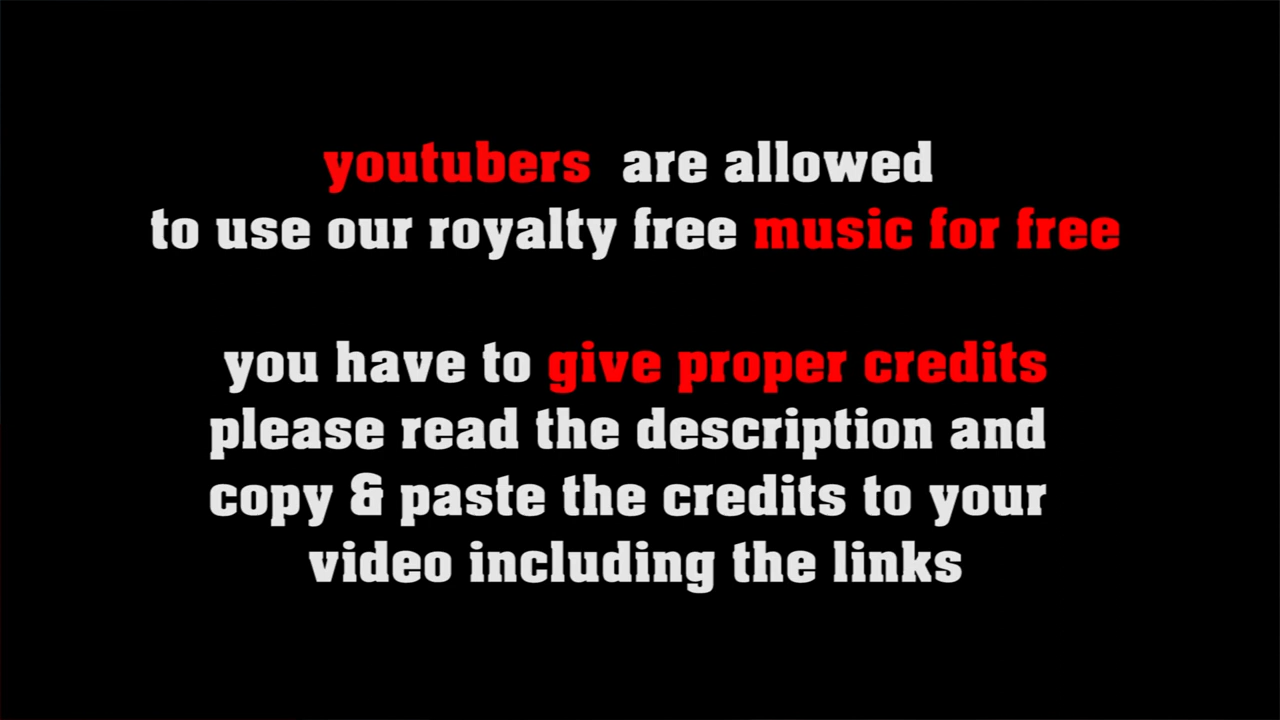 youtubers are allowed
to use our royalty free music for free
you have to give proper credits
please read the description and
copy & paste the credits to your
video including the links